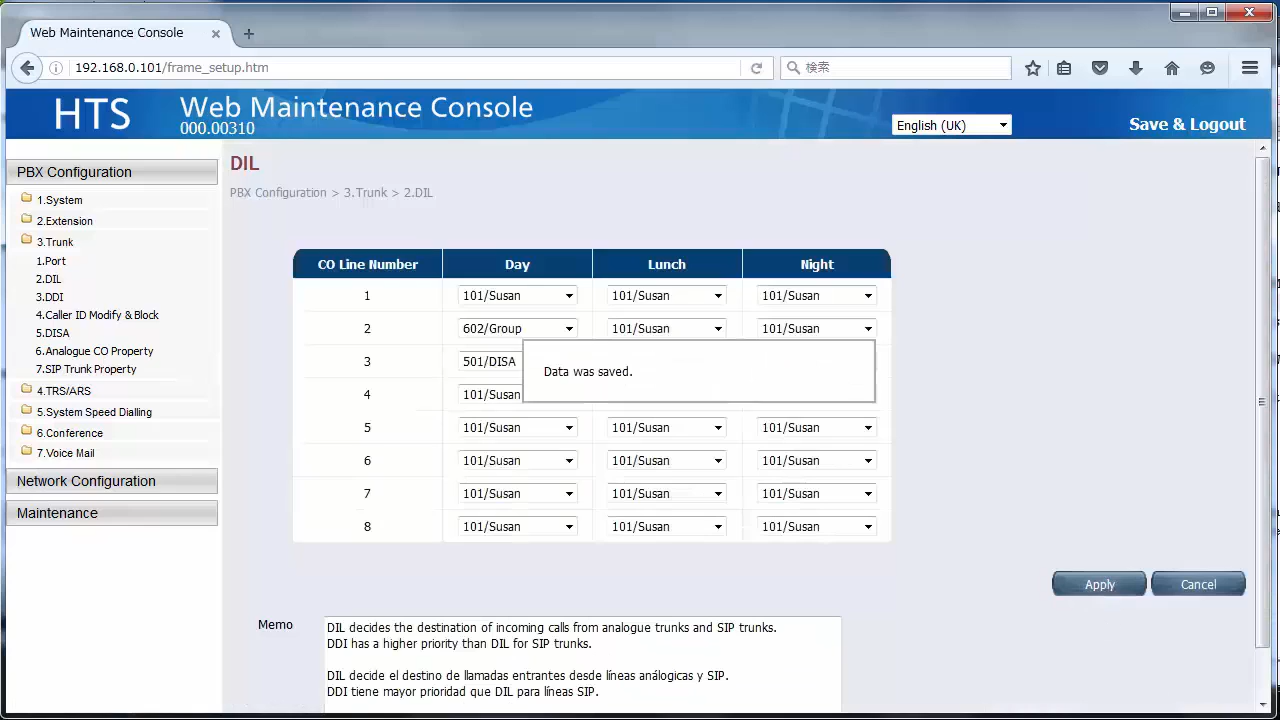 Web Maintenance Console
192.168.0.101/frame_setup.htm
検索
HTS
Web Maintenance Console
000.00310
English (UK)
Save & Logout
PBX Configuration
1.System
2.Extension
3.Trunk
1.Port
2.DIL
3.DDI
4.Caller ID Modify & Block
5.DISA
6.Analogue CO Property
7.SIP Trunk Property
4.TRS/ARS
5.System Speed Dialling
6.Conference
7.Voice Mail
Network Configuration
Maintenance
DIL
PBX Configuration > 3.Trunk > 2.DIL
CO Line Number Day Lunch Night
1 101/Susan 101/Susan 101/Susan
2 602/Group 101/Susan 101/Susan
3 501/DISA
4 101/Susan
Data was saved.
5 101/Susan 101/Susan 101/Susan
6 101/Susan 101/Susan 101/Susan
7 101/Susan 101/Susan 101/Susan
8 101/Susan 101/Susan 101/Susan
Apply Cancel
Memo
DIL decides the destination of incoming calls from analogue trunks and SIP trunks.
DDI has a higher priority than DIL for SIP trunks.
DIL decide el destino de llamadas entrantes desde líneas análogicas y SIP.
DDI tiene mayor prioridad que DIL para líneas SIP.